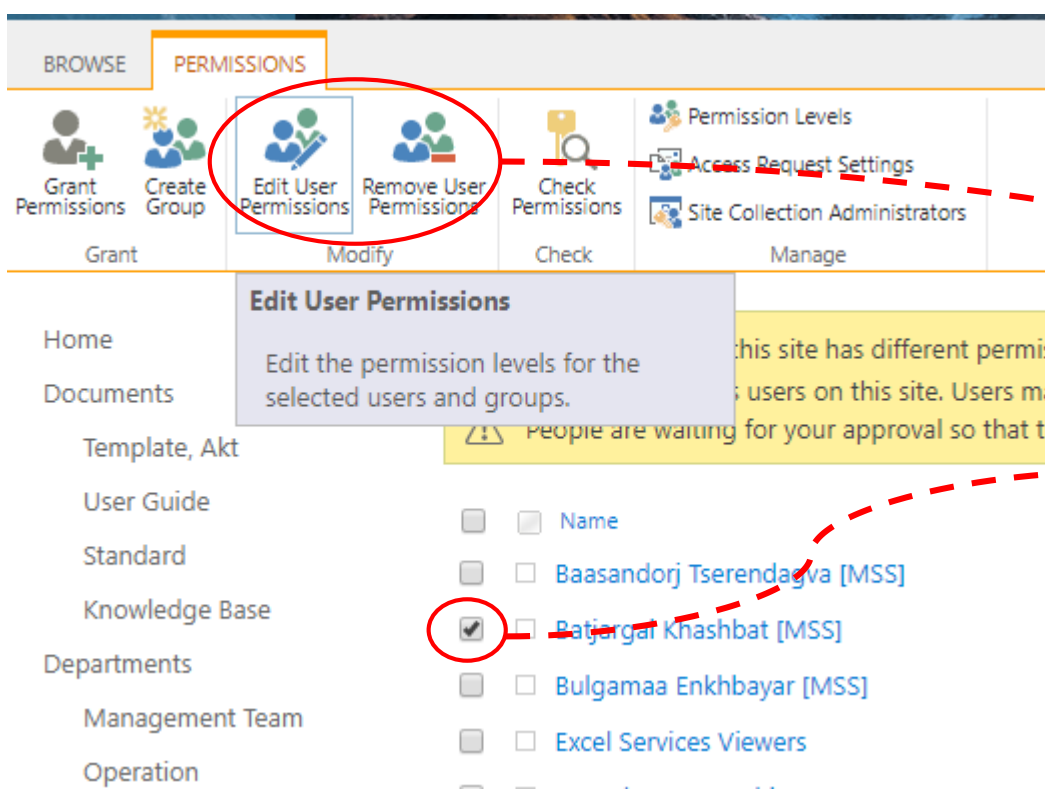 BROWSE PERMISSIONS
Grant Permissions
Create Group
Edit User Permissions
Remove User Permissions
Check Permissions
Permission Levels
Access Request Settings
Site Collection Administrators
Grant Modify Check Manage
Edit User Permissions
Edit the permission levels for the
selected users and groups.
this site has different
users on this site. Users
People are waiting for your approval so that
Home
Documents
Template, Akt
User Guide
Standard
Knowledge Base
Departments
Management Team
Operation
Name
Baasandorj Tserendagva [MSS]
Batjargal Khashbat [MSS]
Bulgamaa Enkhbayar [MSS]
Excel Services Viewers